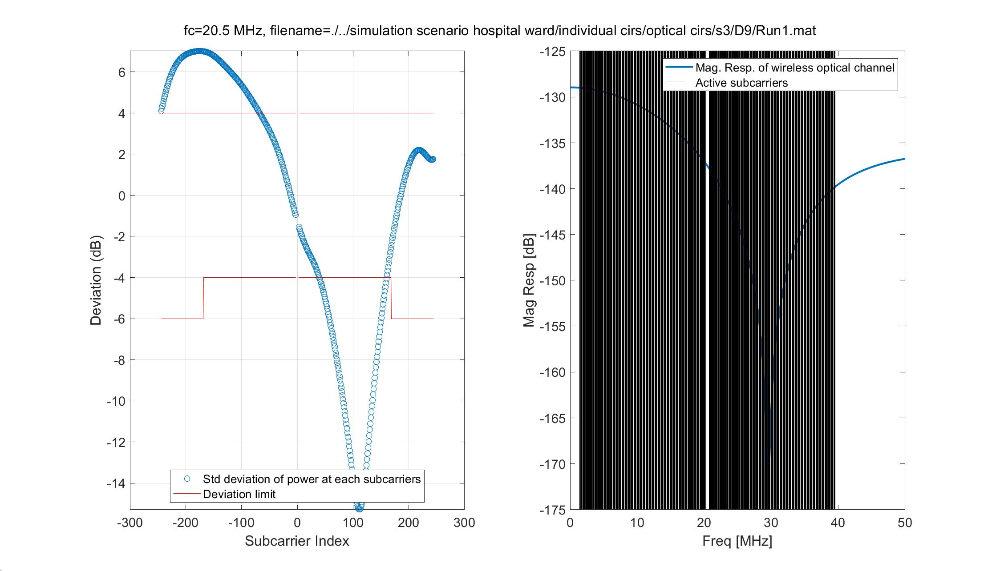 fc=20.5 MHz, filename=./../simulation scenario hospital ward/individual cirs/optical cirs/s3/D9/Run1.mat
6
4
2
0
-2
-4
-6
-8
-10
-12
-14
Deviation (dB)
Std deviation of power at each subcarriers
Deviation limit
-300 -200 -100 0 100 200 300
Subcarrier Index
-125
-130
-135
-140
-145
-150
-155
-160
-165
-170
-175
Mag Resp [dB]
Mag. Resp. of wireless optical channel
Active subcarriers
0 10 20 30 40 50
Freq [MHz]